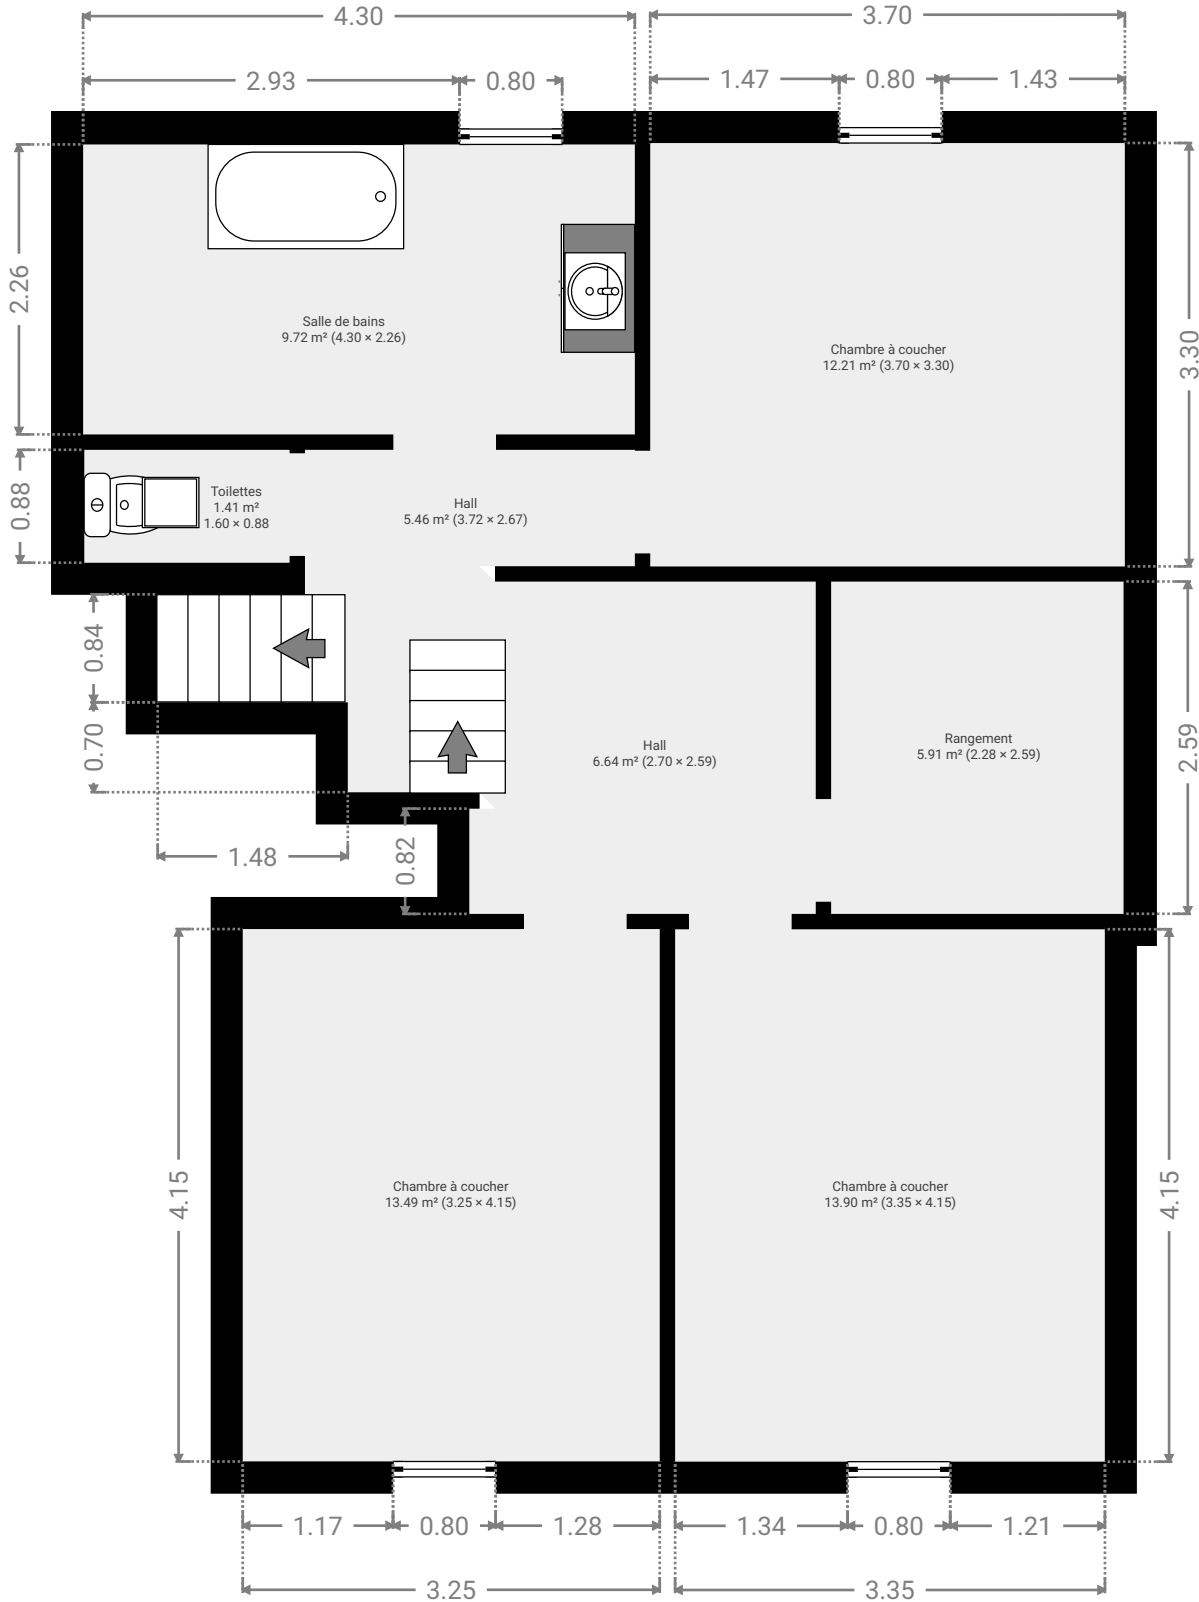 4.30
3.70
2.93
0.80
1.47
0.80
1.43
2.26
Salle de bains
9.72 m² (4.30 × 2.26)
Chambre à coucher
12.21 m² (3.70 × 3.30)
3.30
0.88
Toilettes
1.41 m²
1.60 × 0.88
Hall
5.46 m² (3.72 × 2.67)
0.84
0.70
Hall
6.64 m² (2.70 × 2.59)
Rangement
5.91 m² (2.28 × 2.59)
2.59
1.48
0.82
4.15
Chambre à coucher
13.49 m² (3.25 × 4.15)
Chambre à coucher
13.90 m² (3.35 × 4.15)
4.15
1.17
0.80
1.28
1.34
0.80
1.21
3.25
3.35